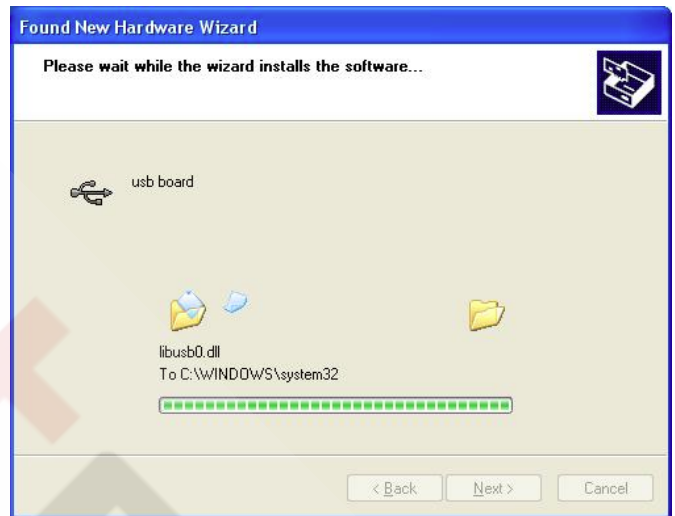 Found New Hardware Wizard
Please wait while the wizard installs the software...
usb board
libusb0.dll
To C:\WINDOWS\system32
< Back
Next >
Cancel